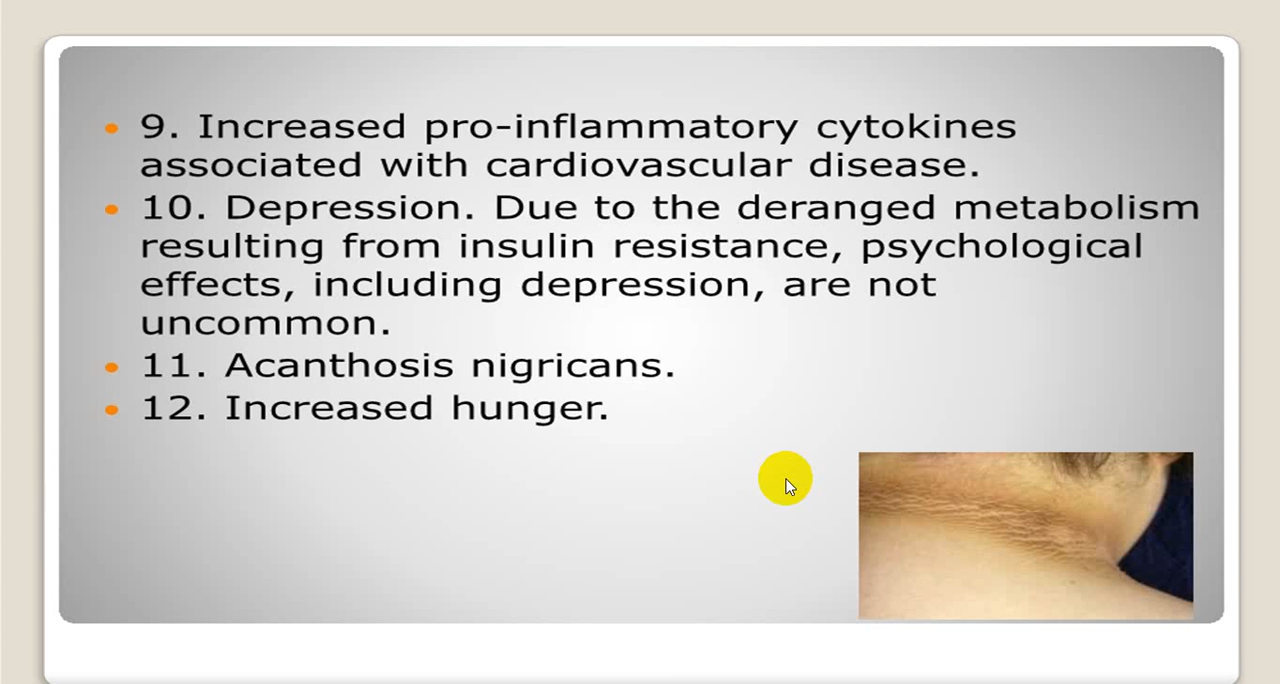 9. Increased pro-inflammatory cytokines
associated with cardiovascular disease.
10. Depression. Due to the deranged metabolism
resulting from insulin resistance, psychological
effects, including depression, are not
uncommon.
11. Acanthosis nigricans.
12. Increased hunger.